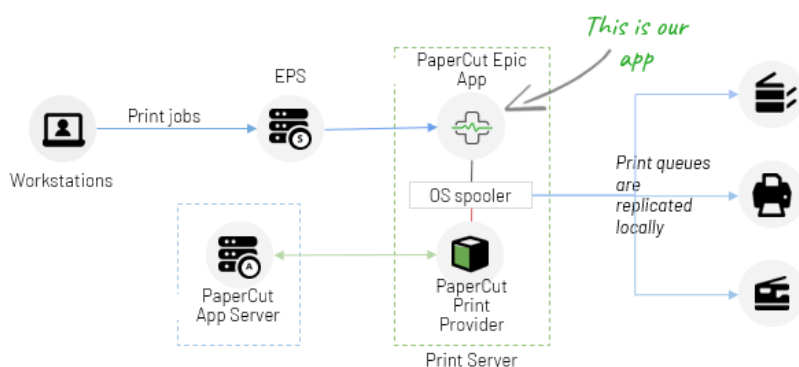 This is our
app
PaperCut Epic
App
EPS
Print jobs
S
Workstations
OS spooler
Print queues
are
replicated
locally
A
PaperCut
App Server
PaperCut
Print
Provider
Print Server